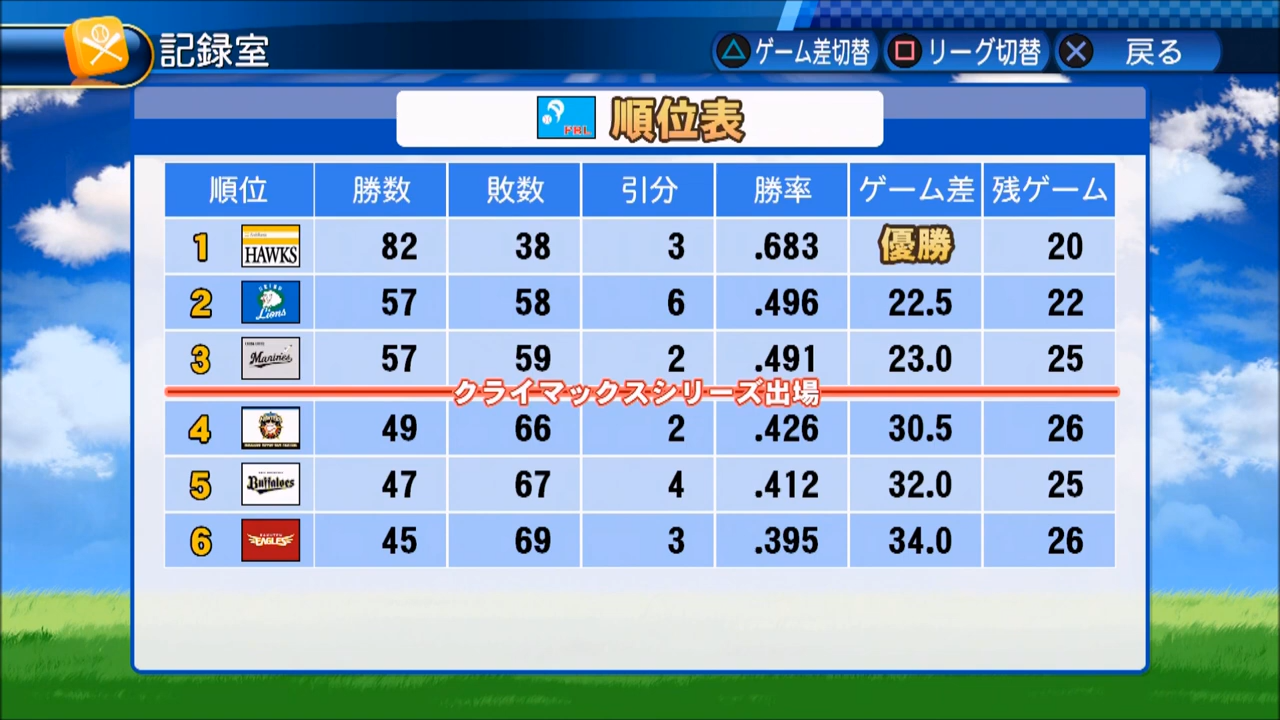 記録室
△ ゲーム差切替 □ リーグ切替 × 戻る
PRL 順位表
順位 勝数 敗数 引分 勝率 ゲーム差 残ゲーム
1 HAWKS 82 38 3 .683 優勝 20
2 Lions 57 58 6 .496 22.5 22
3 Marines 57 59 2 .491 23.0 25
クライマックスシリーズ出場
4 49 66 2 .426 30.5 26
5 Buffaloes 47 67 4 .412 32.0 25
6 EAGLES 45 69 3 .395 34.0 26